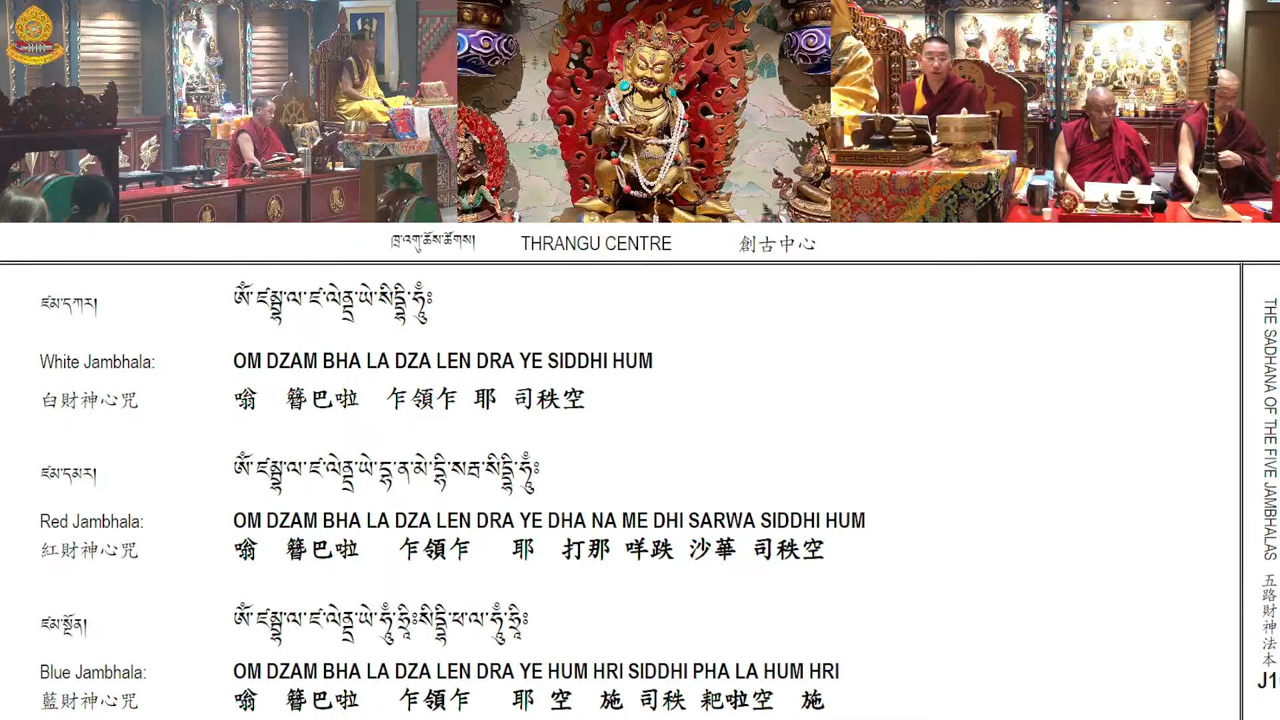 ཁྲ་འགུ་ཆོས་ཚོགས། THRANGU CENTRE 創古中心
ཛམ་དཀར།
ༀ་ཛམྦྷ་ལ་ཛ་ལེནྡྲ་ཡེ་སིདྡྷི་ཧཱུྃ༔
White Jambhala: OM DZAM BHA LA DZA LEN DRA YE SIDDHI HUM
白財神心咒 嗡 簪巴啦 乍領乍 耶 司秩空
ཛམ་དམར།
ༀ་ཛམྦྷ་ལ་ཛ་ལེནྡྲ་ཡེ་དྷ་ན་མེ་དྷི་སརྦ་སིདྡྷི་ཧཱུྃ༔
Red Jambhala: OM DZAM BHA LA DZA LEN DRA YE DHA NA ME DHI SARWA SIDDHI HUM
紅財神心咒 嗡 簪巴啦 乍領乍 耶 打那 咩跌 沙華 司秩空
ཛམ་སྔོན།
ༀ་ཛམྦྷ་ལ་ཛ་ལེནྡྲ་ཡེ་ཧཱུྃ་ཧྲཱིཿསིདྡྷི་ཕ་ལ་ཧཱུྃ་ཧྲཱིཿ
Blue Jambhala: OM DZAM BHA LA DZA LEN DRA YE HUM HRI SIDDHI PHA LA HUM HRI
藍財神心咒 嗡 簪巴啦 乍領乍 耶 空 施 司秩 耙啦空 施
THE SADHANA OF THE FIVE JAMBHALAS 五路財神法本